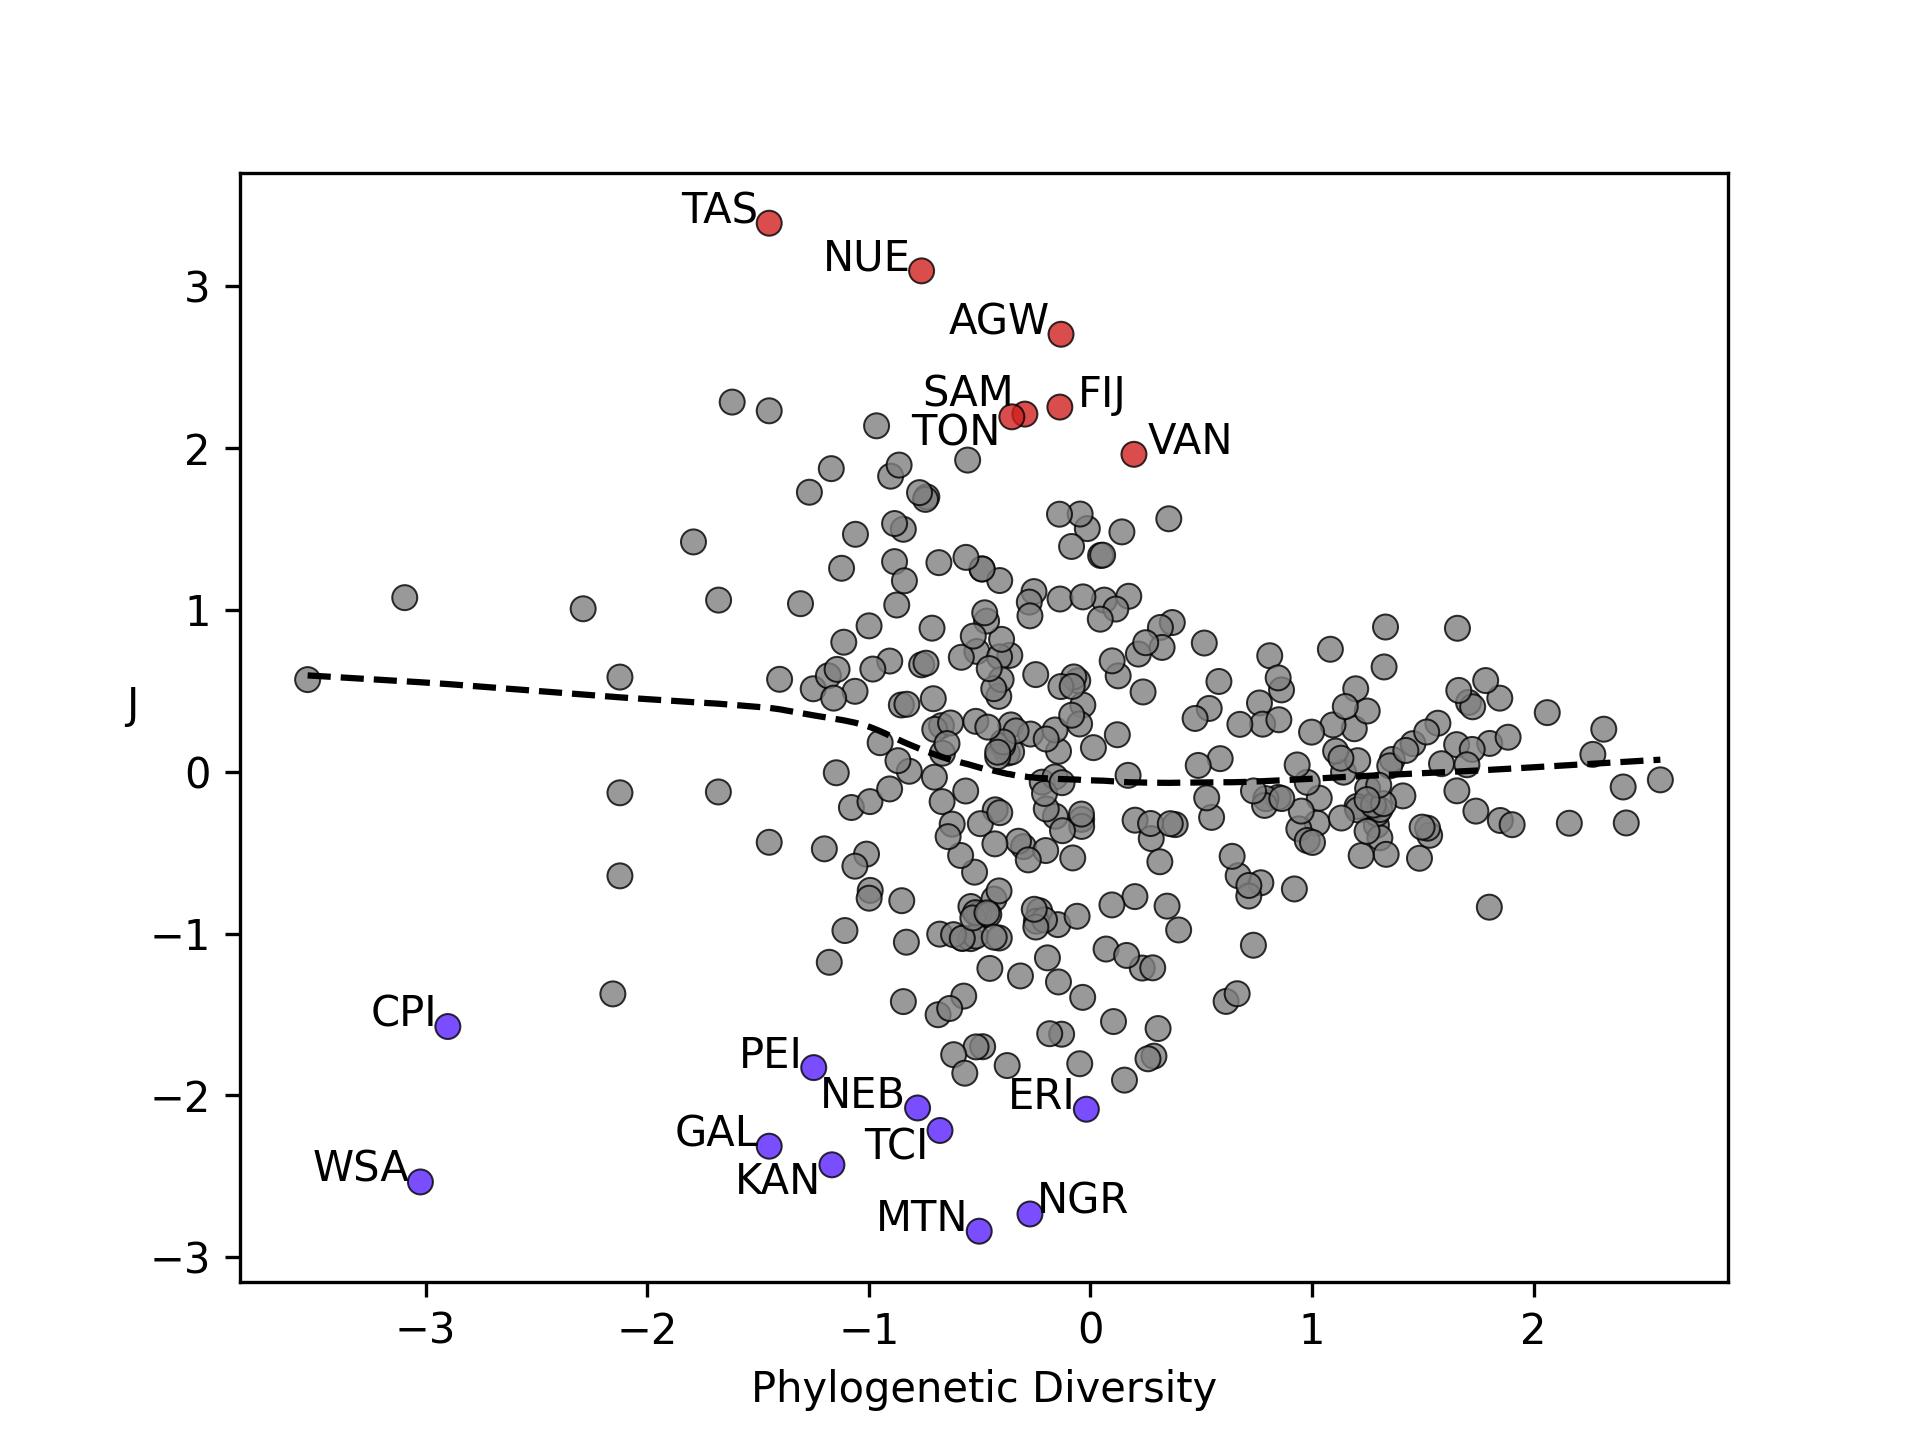 TAS
NUE
AGW
SAM
FIJ
TON
VAN
3
2
1
J
0
−1
−2
−3
CPI
PEI
NEB
ERI
GAL
TCI
WSA
KAN
MTN
NGR
−3 −2 −1 0 1 2
Phylogenetic Diversity